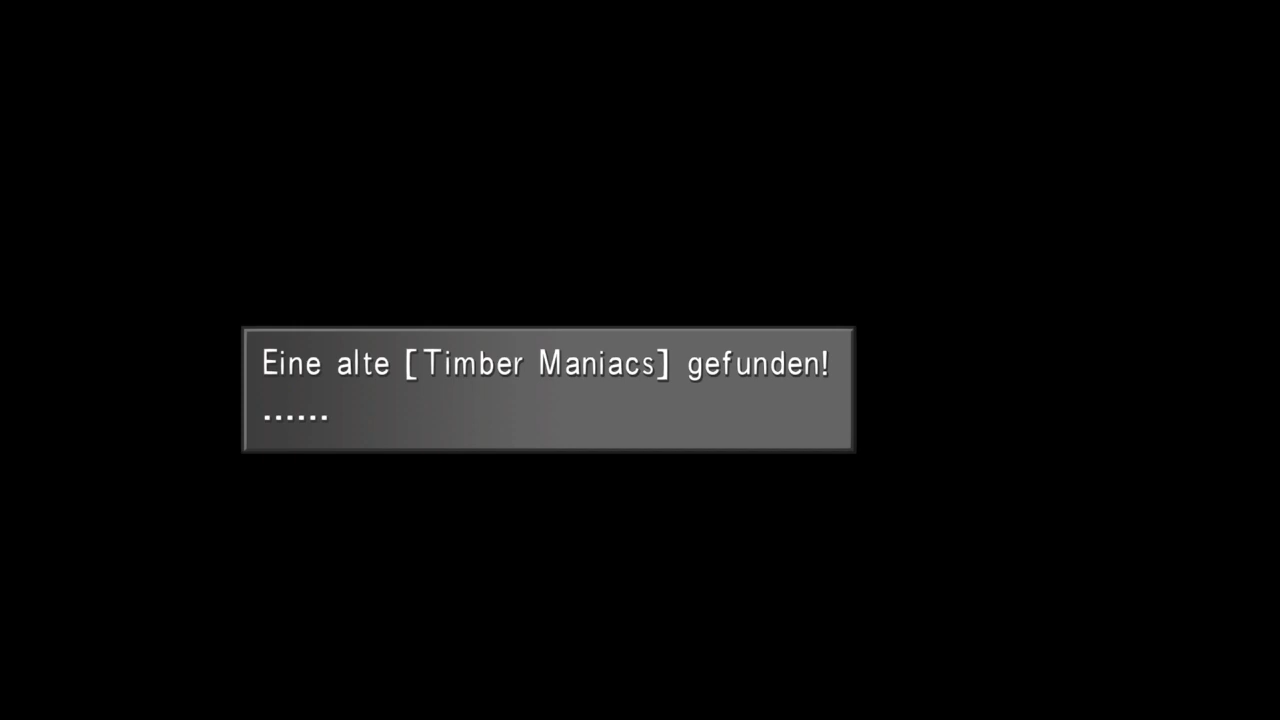 Eine alte [Timber Maniacs] gefunden!
......